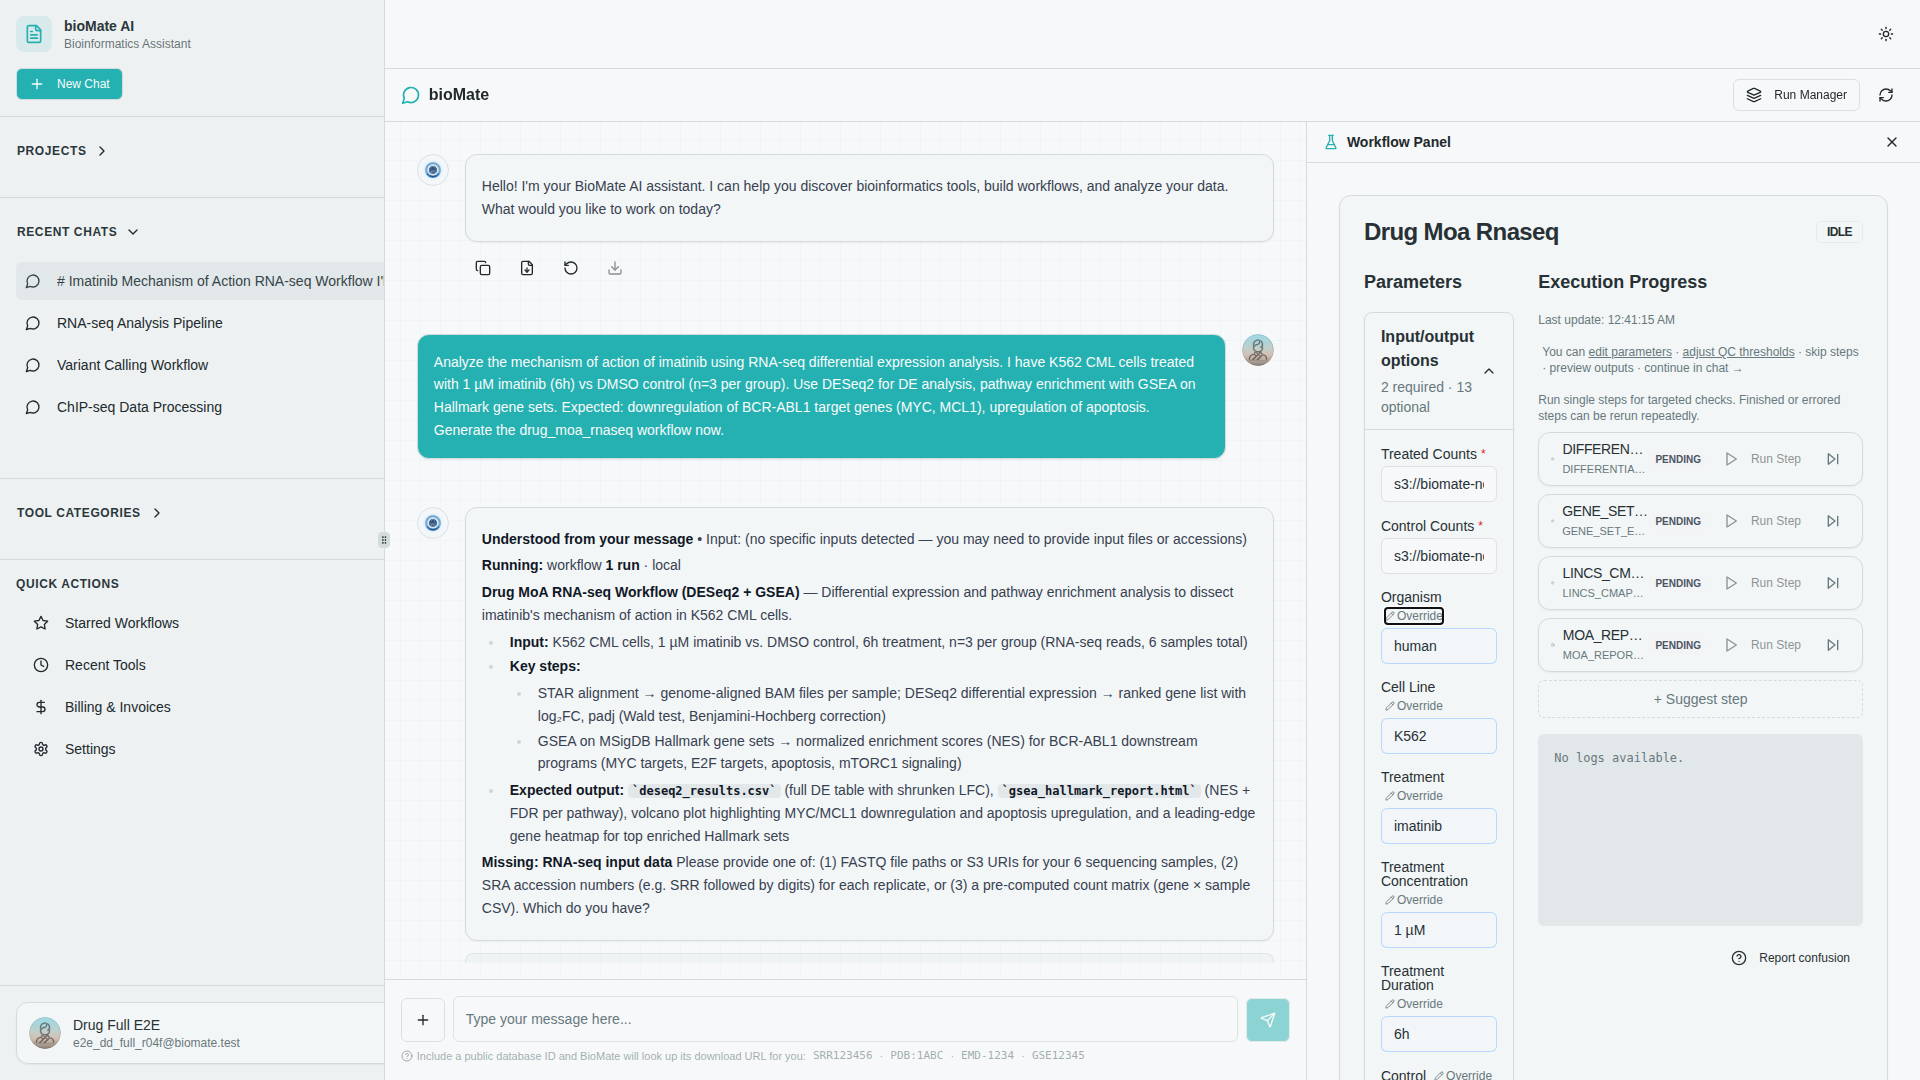 bioMate AI
Bioinformatics Assistant
New Chat
PROJECTS
RECENT CHATS
# Imatinib Mechanism of Action RNA-seq Workflow I'
RNA-seq Analysis Pipeline
Variant Calling Workflow
ChIP-seq Data Processing
TOOL CATEGORIES
QUICK ACTIONS
Starred Workflows
Recent Tools
Billing & Invoices
Settings
Drug Full E2E
e2e_dd_full_r04f@biomate.test
bioMate
Run Manager
Hello! I'm your BioMate AI assistant. I can help you discover bioinformatics tools, build workflows, and analyze your data.
What would you like to work on today?
Analyze the mechanism of action of imatinib using RNA-seq differential expression analysis. I have K562 CML cells treated
with 1 µM imatinib (6h) vs DMSO control (n=3 per group). Use DESeq2 for DE analysis, pathway enrichment with GSEA on
Hallmark gene sets. Expected: downregulation of BCR-ABL1 target genes (MYC, MCL1), upregulation of apoptosis.
Generate the drug_moa_rnaseq workflow now.
Understood from your message • Input: (no specific inputs detected — you may need to provide input files or accessions)
Running: workflow 1 run · local
Drug MoA RNA-seq Workflow (DESeq2 + GSEA) — Differential expression and pathway enrichment analysis to dissect
imatinib's mechanism of action in K562 CML cells.
Input: K562 CML cells, 1 µM imatinib vs. DMSO control, 6h treatment, n=3 per group (RNA-seq reads, 6 samples total)
Key steps:
STAR alignment → genome-aligned BAM files per sample; DESeq2 differential expression → ranked gene list with
log₂FC, padj (Wald test, Benjamini-Hochberg correction)
GSEA on MSigDB Hallmark gene sets → normalized enrichment scores (NES) for BCR-ABL1 downstream
programs (MYC targets, E2F targets, apoptosis, mTORC1 signaling)
Expected output: `deseq2_results.csv` (full DE table with shrunken LFC), `gsea_hallmark_report.html` (NES +
FDR per pathway), volcano plot highlighting MYC/MCL1 downregulation and apoptosis upregulation, and a leading-edge
gene heatmap for top enriched Hallmark sets
Missing: RNA-seq input data Please provide one of: (1) FASTQ file paths or S3 URIs for your 6 sequencing samples, (2)
SRA accession numbers (e.g. SRR followed by digits) for each replicate, or (3) a pre-computed count matrix (gene × sample
CSV). Which do you have?
Type your message here...
Include a public database ID and BioMate will look up its download URL for you: SRR123456 · PDB:1ABC · EMD-1234 · GSE12345
Workflow Panel
Drug Moa Rnaseq
IDLE
Parameters
Input/output
options
2 required · 13
optional
Treated Counts *
s3://biomate-n
Control Counts *
s3://biomate-n
Organism
Override
human
Cell Line
Override
K562
Treatment
Override
imatinib
Treatment
Concentration
Override
1 µM
Treatment
Duration
Override
6h
Control Override
Execution Progress
Last update: 12:41:15 AM
You can edit parameters · adjust QC thresholds · skip steps
· preview outputs · continue in chat →
Run single steps for targeted checks. Finished or errored
steps can be rerun repeatedly.
DIFFEREN…
DIFFERENTIA…
PENDING
Run Step
GENE_SET…
GENE_SET_E…
PENDING
Run Step
LINCS_CM…
LINCS_CMAP…
PENDING
Run Step
MOA_REP…
MOA_REPOR…
PENDING
Run Step
+ Suggest step
No logs available.
Report confusion